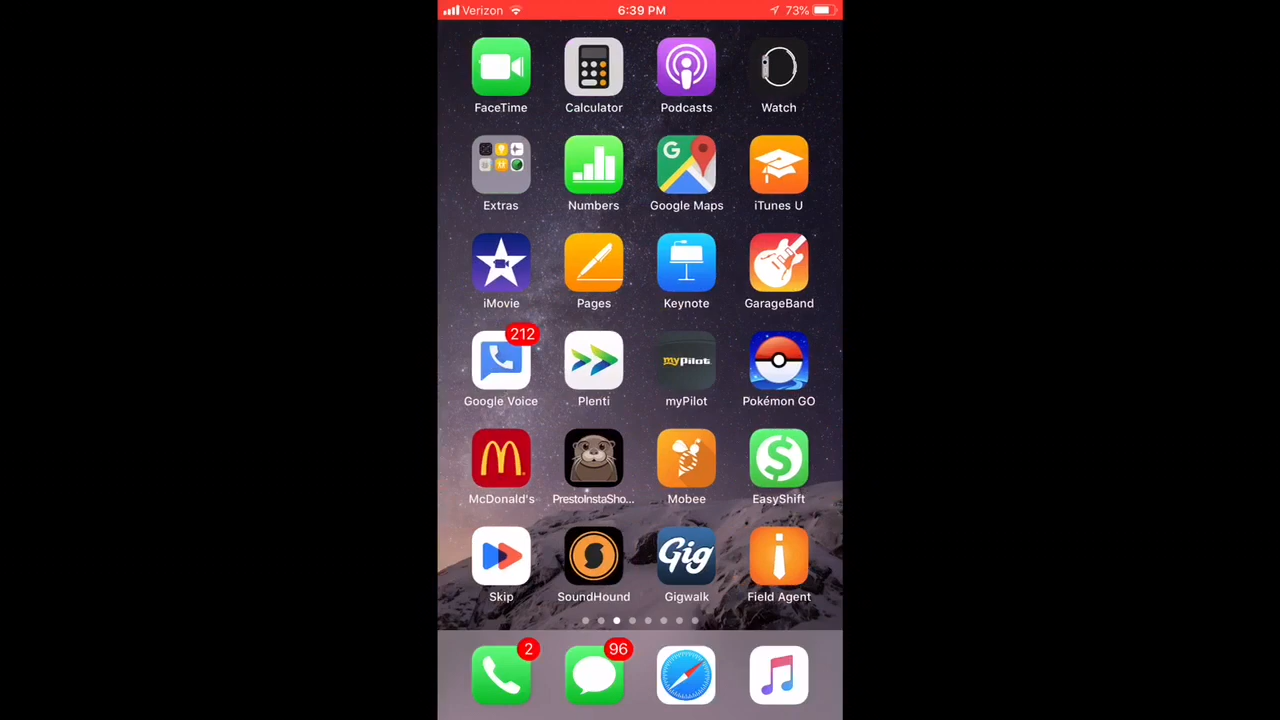 Verizon 6:39 PM 73%
FaceTime Calculator Podcasts Watch
G
Extras Numbers Google Maps iTunes U
iMovie Pages Keynote GarageBand
212
myPilot
Google Voice Plenti myPilot Pokémon GO
M
McDonald's PrestoInstaSho... Mobee EasyShift
S
Gig
Skip SoundHound Gigwalk Field Agent
2 96